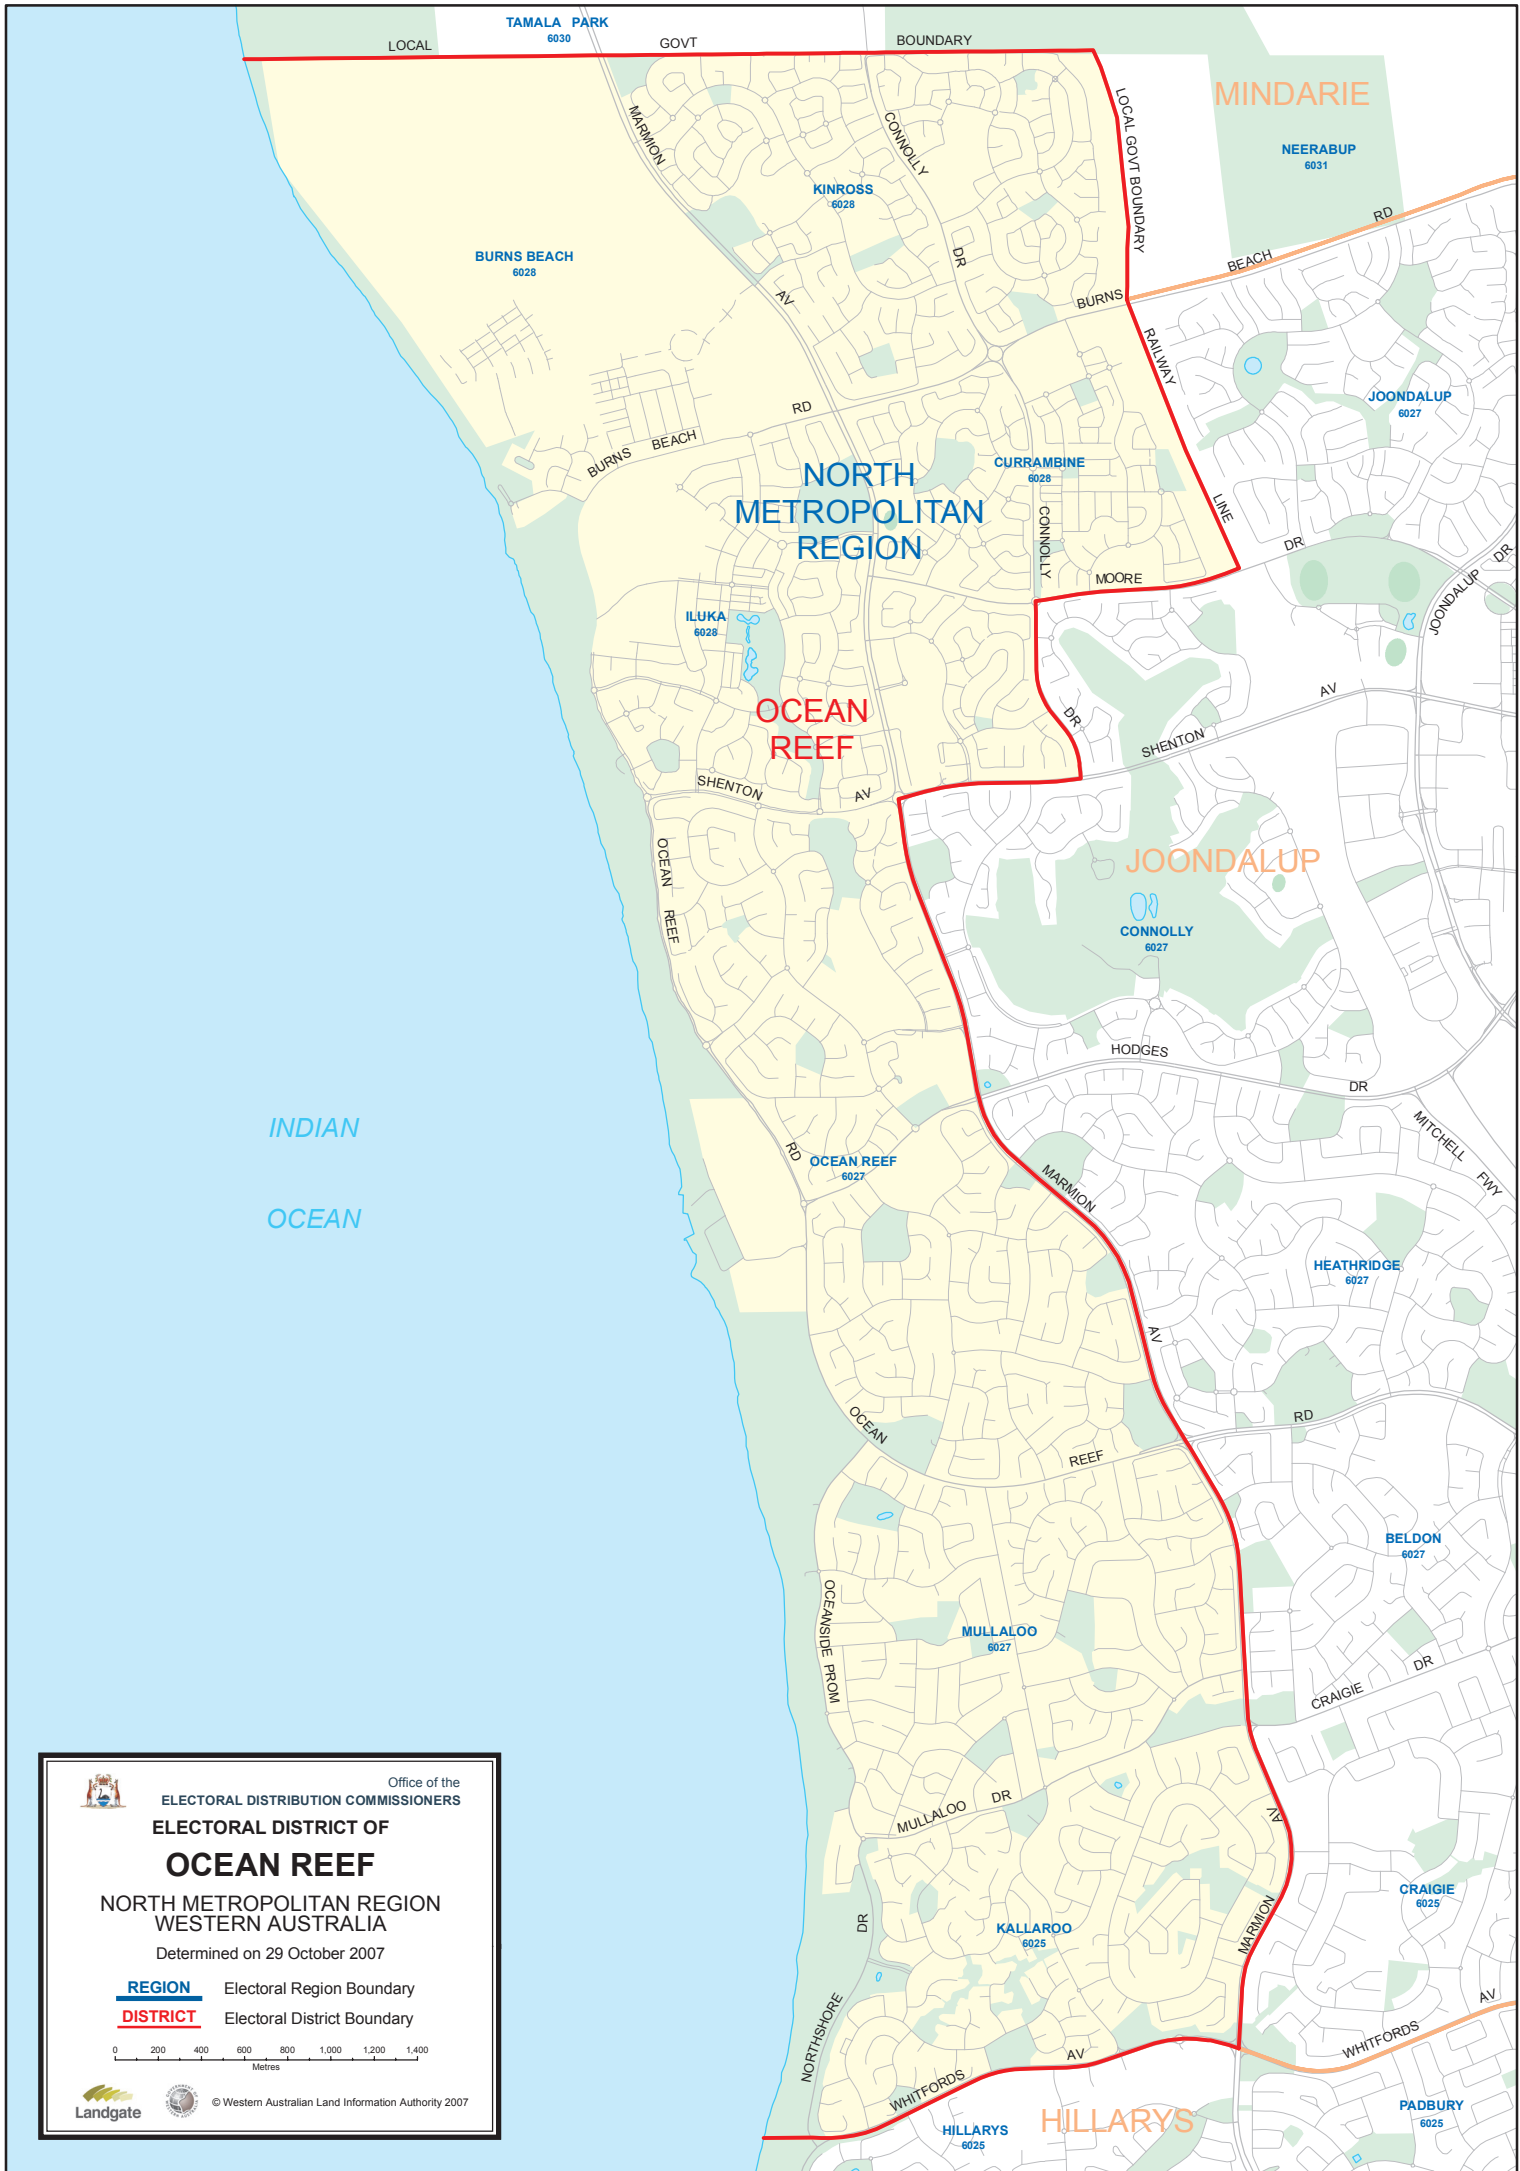 TAMALA PARK
6030
LOCAL GOVT BOUNDARY
MINDARIE
LOCAL GOVT BOUNDARY
NEERABUP
6031
MARMION
CONNOLLY
KINROSS
6028
RD
BEACH
BURNS BEACH
6028
DR
AV
BURNS
RAILWAY
JOONDALUP
6027
RD
BEACH
BURNS
NORTH
METROPOLITAN
REGION
CURRAMBINE
6028
LINE
CONNOLLY
DR
MOORE
JOONDALUP DR
ILUKA
6028
OCEAN
REEF
DR
AV
SHENTON
SHENTON
AV
OCEAN REEF
JOONDALUP
CONNOLLY
6027
HODGES
DR
MITCHELL FWY
INDIAN
OCEAN
RD
OCEAN REEF
6027
MARMION
HEATHRIDGE
6027
AV
OCEAN
REEF
RD
BELDON
6027
OCEANSIDE PROM
MULLALOO
6027
DR
CRAIGIE
MULLALOO DR
AV
CRAIGIE
6025
DR
KALLAROO
6025
MARMION
NORTHSHORE
AV
WHITFORDS
AV
WHITFORDS
HILLARYS
6025
HILLARYS
PADBURY
6025
Office of the
ELECTORAL DISTRIBUTION COMMISSIONERS
ELECTORAL DISTRICT OF
OCEAN REEF
NORTH METROPOLITAN REGION
WESTERN AUSTRALIA
Determined on 29 October 2007
REGION Electoral Region Boundary
DISTRICT Electoral District Boundary
0 200 400 600 800 1,000 1,200 1,400
Metres
Landgate
© Western Australian Land Information Authority 2007